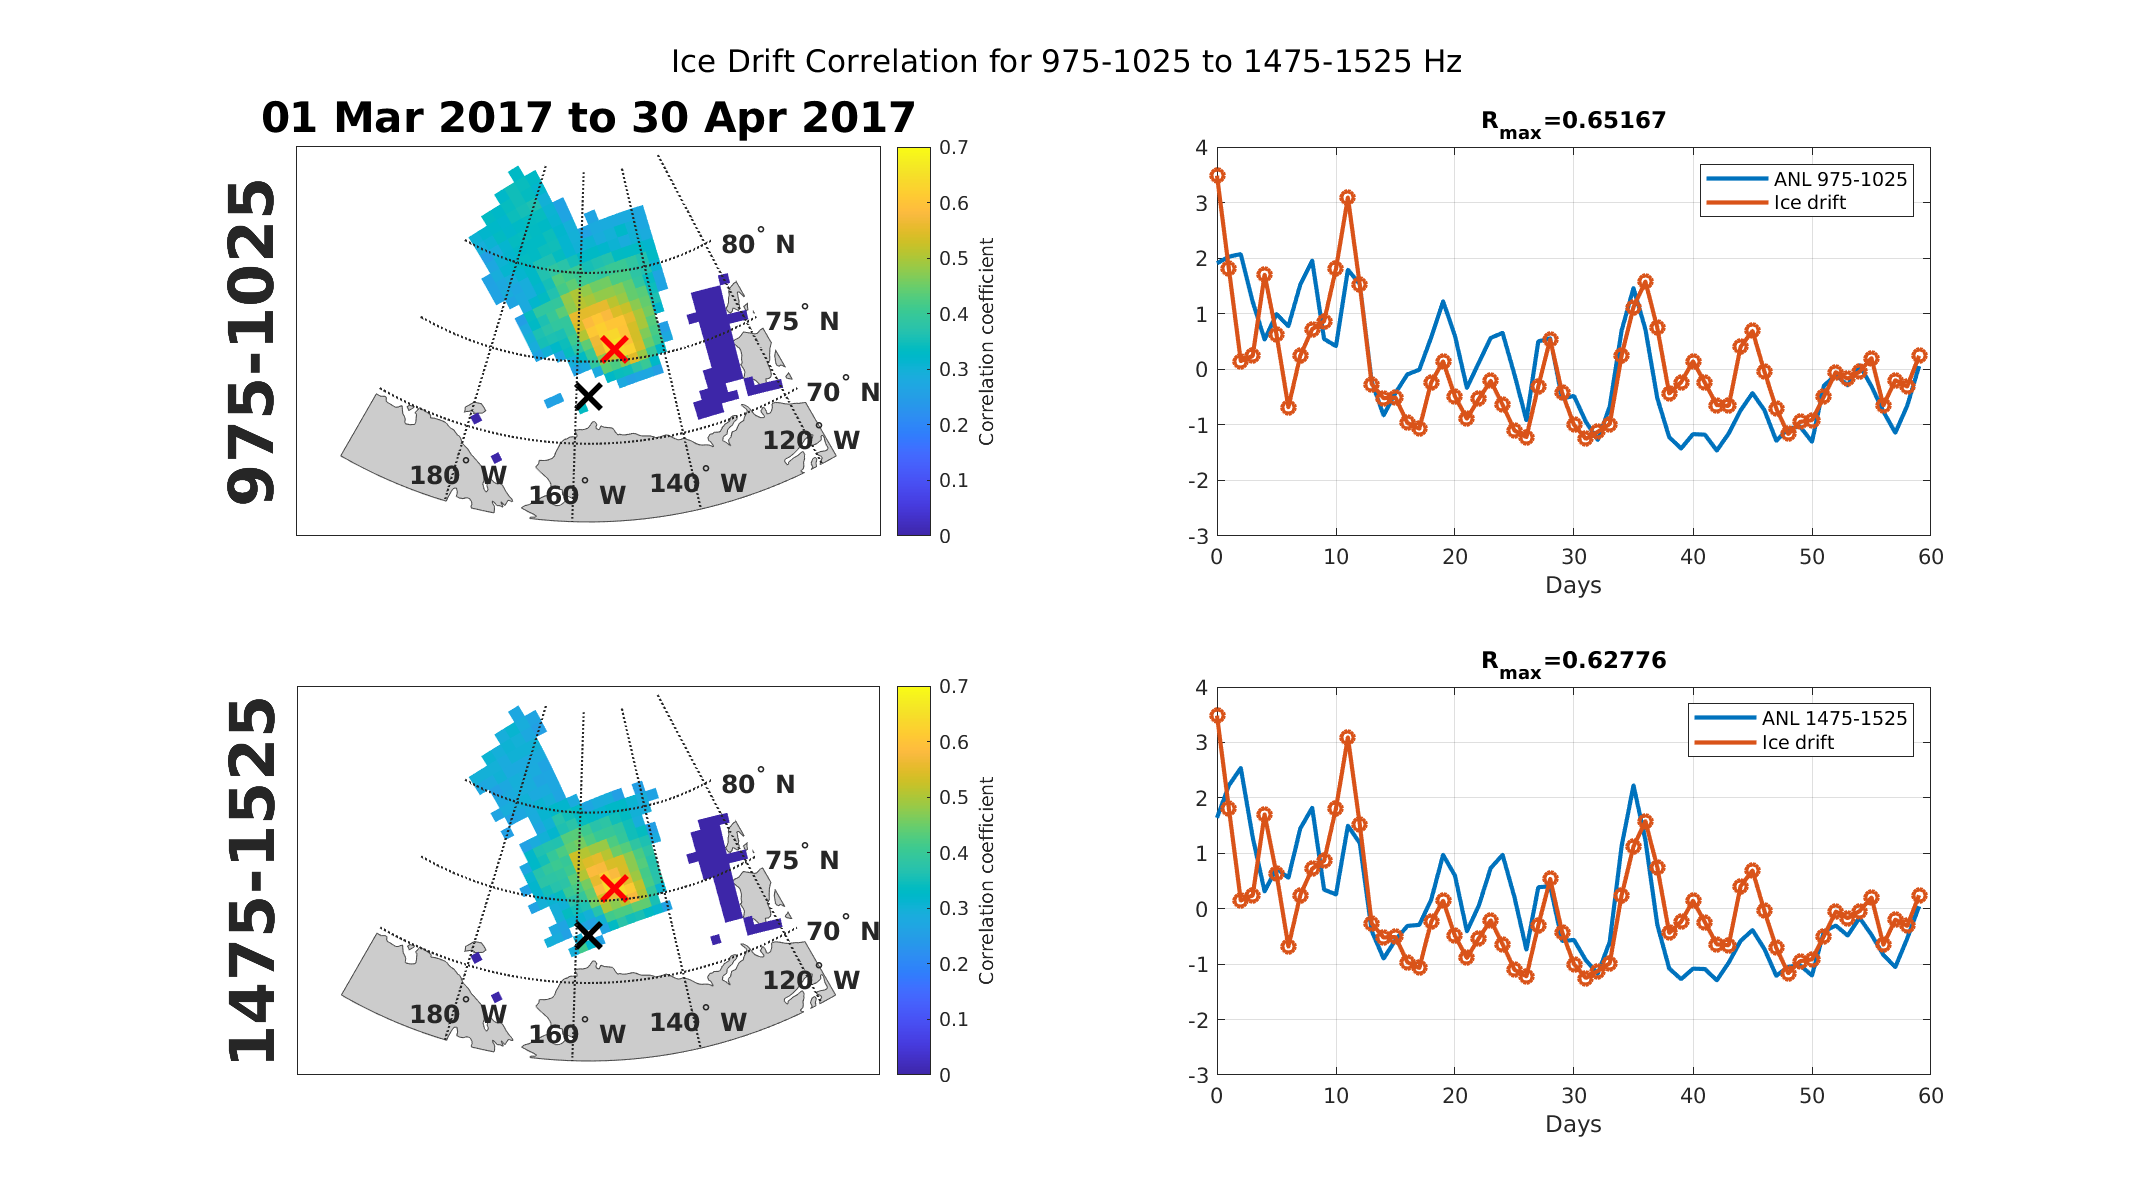 Ice Drift Correlation for 975-1025 to 1475-1525 Hz
01 Mar 2017 to 30 Apr 2017
975-1025
80° N
75° N
70° N
120° W
140° W
160° W
180° W
0.7
0.6
0.5
0.4
0.3
0.2
0.1
0
Correlation coefficient
Rmax=0.65167
ANL 975-1025
Ice drift
4
3
2
1
0
-1
-2
-3
0 10 20 30 40 50 60
Days
1475-1525
80° N
75° N
70° N
120° W
140° W
160° W
180° W
0.7
0.6
0.5
0.4
0.3
0.2
0.1
0
Correlation coefficient
Rmax=0.62776
ANL 1475-1525
Ice drift
4
3
2
1
0
-1
-2
-3
0 10 20 30 40 50 60
Days